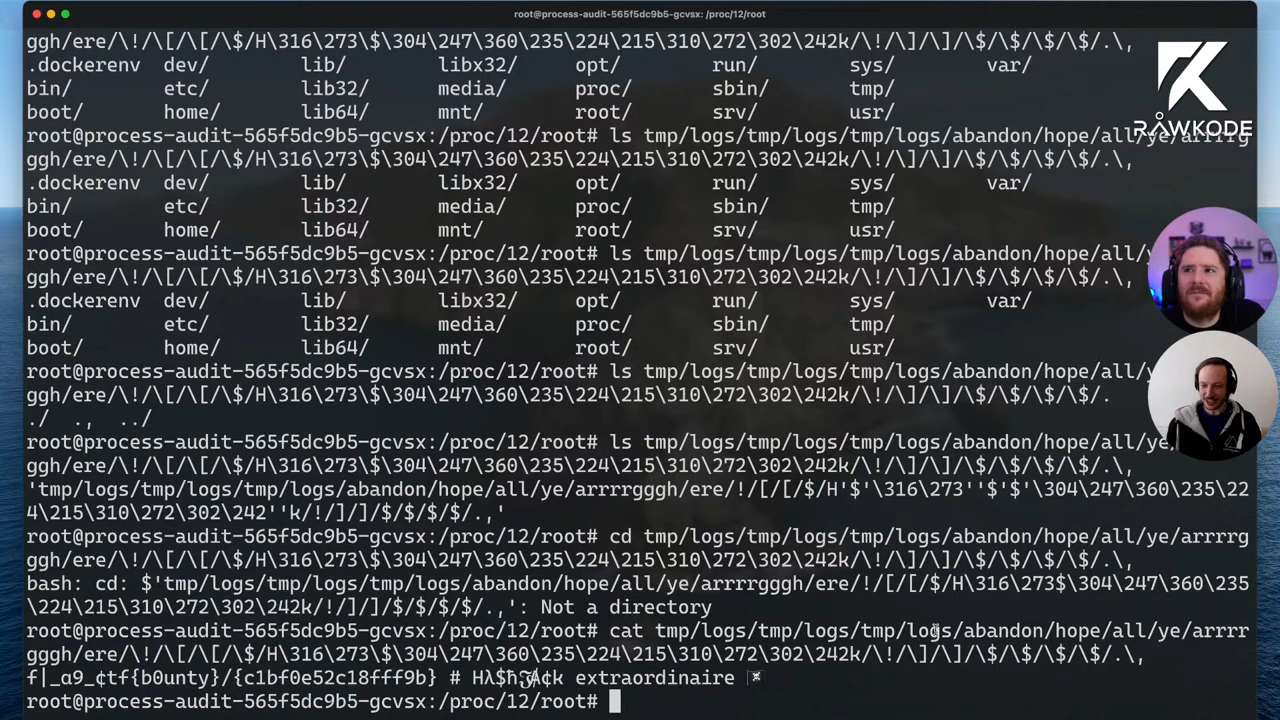 root@process-audit-565f5dc9b5-gcvsx: /proc/12/root
ggh/ere/\!/\[/\[/\$/H\316\273\$\304\247\360\235\224\215\310\272\302\242k/\!/\]/\]/\$/\$/\$/\$/.\,
.dockerenv dev/ lib/ libx32/ opt/ run/ sys/ var/
bin/ etc/ lib32/ media/ proc/ sbin/ tmp/
boot/ home/ lib64/ mnt/ root/ srv/ usr/
root@process-audit-565f5dc9b5-gcvsx:/proc/12/root# ls tmp/logs/tmp/logs/tmp/logs/abandon/hope/all/ye/arrrrg
ggh/ere/\!/\[/\[/\$/H\316\273\$\304\247\360\235\224\215\310\272\302\242k/\!/\]/\]/\$/\$/\$/\$/.\,
.dockerenv dev/ lib/ libx32/ opt/ run/ sys/ var/
bin/ etc/ lib32/ media/ proc/ sbin/ tmp/
boot/ home/ lib64/ mnt/ root/ srv/ usr/
root@process-audit-565f5dc9b5-gcvsx:/proc/12/root# ls tmp/logs/tmp/logs/tmp/logs/abandon/hope/all/ye
ggh/ere/\!/\[/\[/\$/H\316\273\$\304\247\360\235\224\215\310\272\302\242k/\!/\]/\]/\$/\$/\$/\$/.\,
.dockerenv dev/ lib/ libx32/ opt/ run/ sys/ var/
bin/ etc/ lib32/ media/ proc/ sbin/ tmp/
boot/ home/ lib64/ mnt/ root/ srv/ usr/
root@process-audit-565f5dc9b5-gcvsx:/proc/12/root# ls tmp/logs/tmp/logs/tmp/logs/abandon/hope/all/ye
ggh/ere/\!/\[/\[/\$/H\316\273\$\304\247\360\235\224\215\310\272\302\242k/\!/\]/\]/\$/\$/\$/\$/.
./ ., ../
root@process-audit-565f5dc9b5-gcvsx:/proc/12/root# ls tmp/logs/tmp/logs/tmp/logs/abandon/hope/all/ye
ggh/ere/\!/\[/\[/\$/H\316\273\$\304\247\360\235\224\215\310\272\302\242k/\!/\]/\]/\$/\$/\$/\$/.\,
'tmp/logs/tmp/logs/tmp/logs/abandon/hope/all/ye/arrrrgggh/ere/!/[/[/$/H'$'\316\273''$'$'\304\247\360\235\22
4\215\310\272\302\242''k/!/]/]/$/$/$/$/.,'
root@process-audit-565f5dc9b5-gcvsx:/proc/12/root# cd tmp/logs/tmp/logs/tmp/logs/abandon/hope/all/ye/arrrrg
ggh/ere/\!/\[/\[/\$/H\316\273\$\304\247\360\235\224\215\310\272\302\242k/\!/\]/\]/\$/\$/\$/\$/.\,
bash: cd: $'tmp/logs/tmp/logs/tmp/logs/abandon/hope/all/ye/arrrrgggh/ere/!/[/[/$/H\316\273$\304\247\360\235
\224\215\310\272\302\242k/!/]/]/$/$/$/$/.,': Not a directory
root@process-audit-565f5dc9b5-gcvsx:/proc/12/root# cat tmp/logs/tmp/logs/tmp/logs/abandon/hope/all/ye/arrrr
gggh/ere/\!/\[/\[/\$/H\316\273\$\304\247\360\235\224\215\310\272\302\242k/\!/\]/\]/\$/\$/\$/\$/.\,
f|_α9_¢tf{b0unty}/{c1bf0e52c18fff9b} # extraordinaire
root@process-audit-565f5dc9b5-gcvsx:/proc/12/root#
RAWKODE